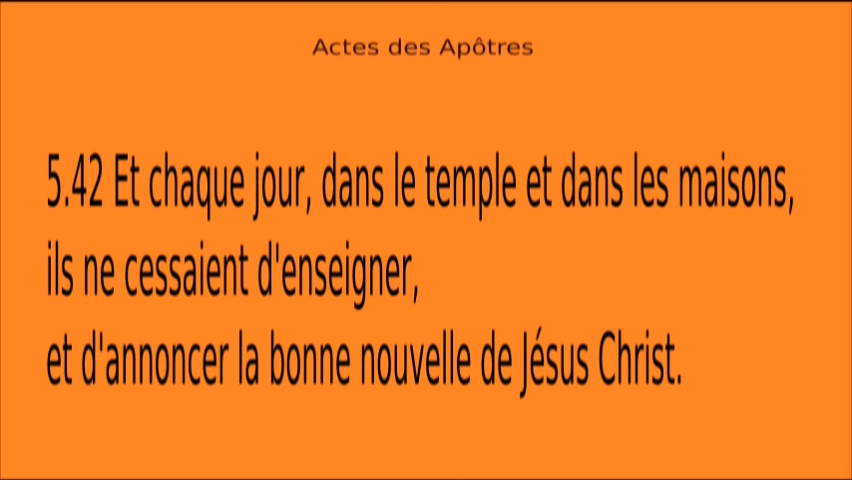 Actes des Apôtres
5.42 Et chaque jour, dans le temple et dans les maisons,
ils ne cessaient d'enseigner,
et d'annoncer la bonne nouvelle de Jésus Christ.